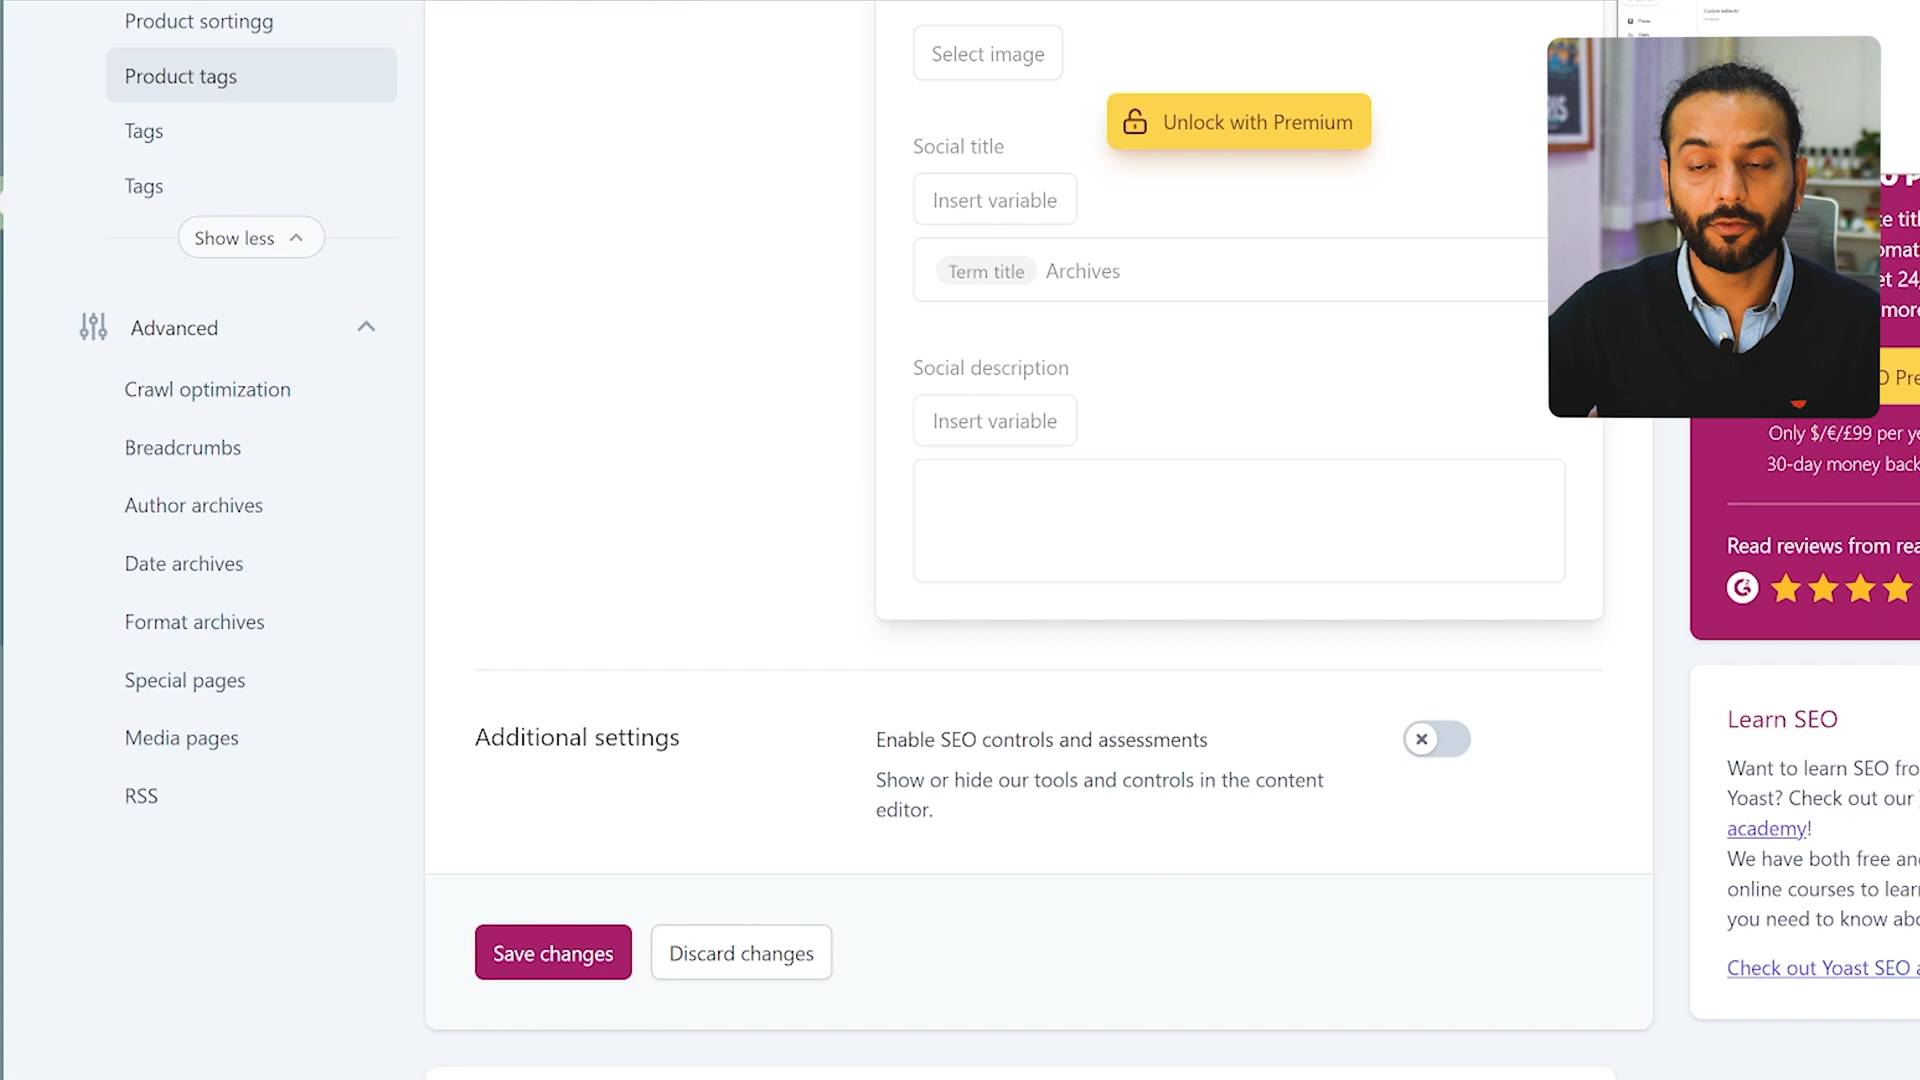 Product sortingg
Product tags
Tags
Tags
Show less
Advanced
Crawl optimization
Breadcrumbs
Author archives
Date archives
Format archives
Special pages
Media pages
RSS
Select image
Unlock with Premium
Social title
Insert variable
Term title Archives
Social description
Insert variable
Additional settings
Enable SEO controls and assessments
Show or hide our tools and controls in the content
editor.
Save changes
Discard changes
Only $/€/£99 per
30-day money back
Read reviews from
Learn SEO
Want to learn SEO
Yoast? Check out our
academy!
We have both free
online courses to
you need to know
Check out Yoast SEO